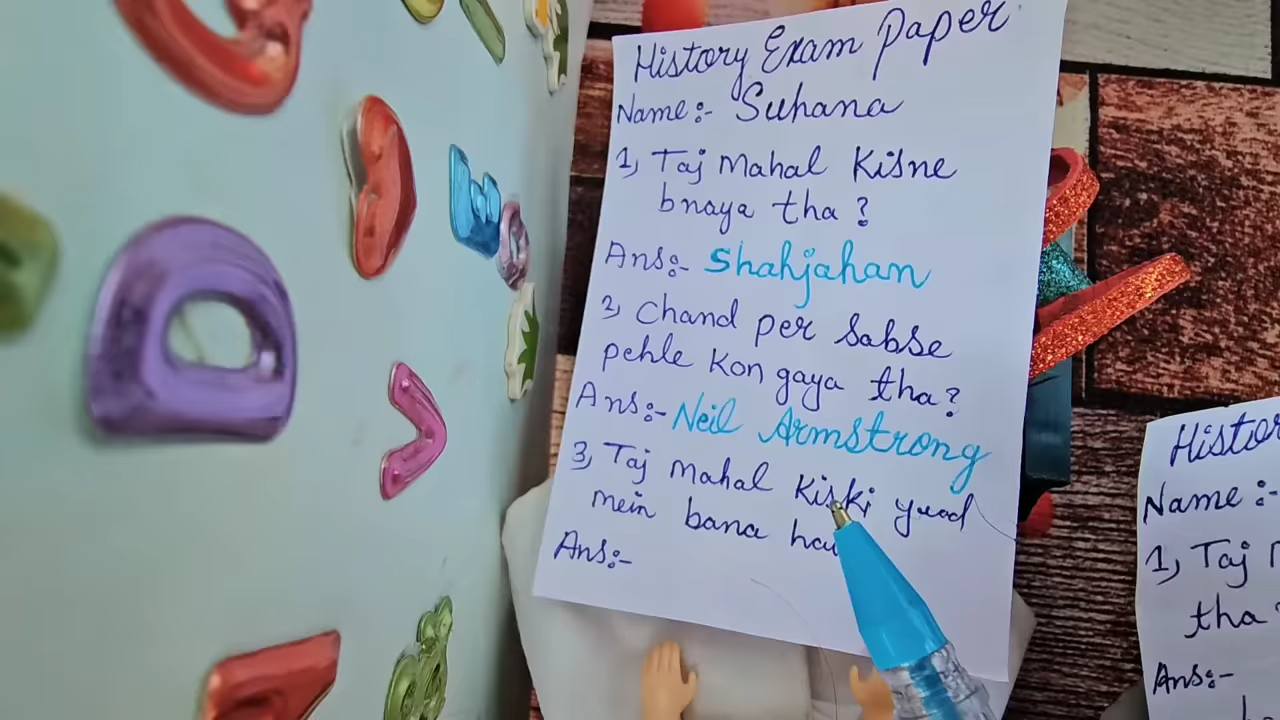 History Exam Paper
Name:- Suhana
1, Taj Mahal Kisne
bnaya tha?
Ans:- Shahjahan
2, Chand per Sabse
pehle Kon gaya tha?
Ans:- Neil Armstrong
3, Taj Mahal Kiski yaad
mein bana
Ans:-
Name:-
1, Taj
tha
Ans:-